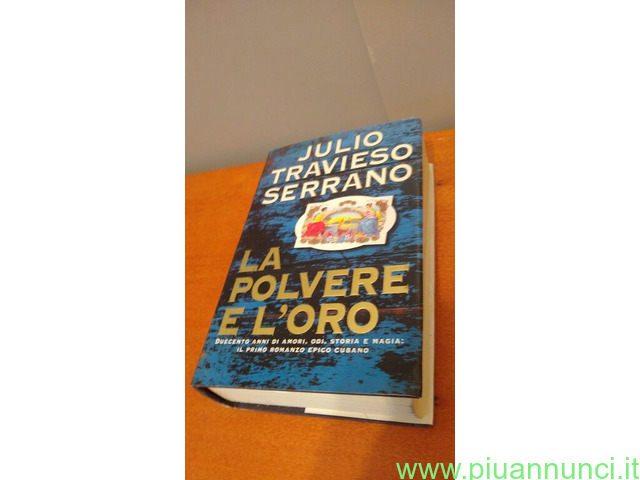 JULIO
TRAVIESO
SERRANO
LA
POLVERE
E L'ORO
DUECENTO ANNI DI AMORI, ODI, STORIA E MAGIA:
IL PRIMO ROMANZO EPICO CUBANO
www.piuannunci.it